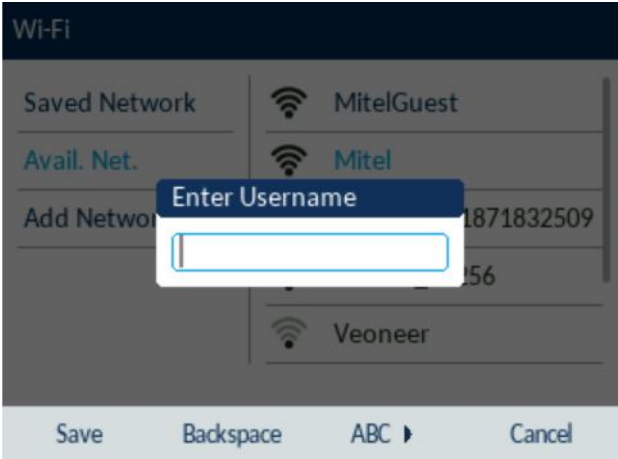 Wi-Fi
Saved Network
Avail. Net.
Add Networ
MitelGuest
Mitel
1871832509
256
Veoneer
Enter Username
Save Backspace ABC Cancel